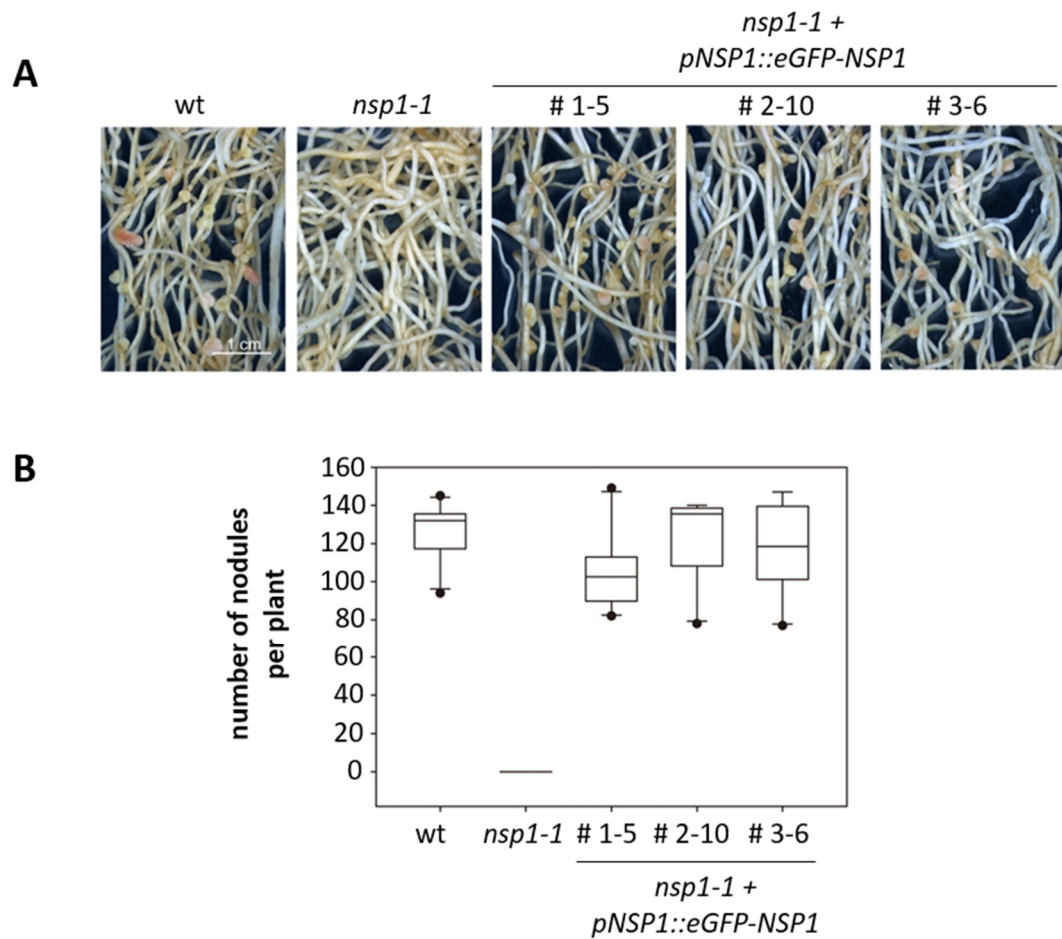 nsp1-1 +
pNSP1::eGFP-NSP1
A
wt nsp1-1 # 1-5 # 2-10 # 3-6
1 cm
B
160
140
120
100
80
60
40
20
0
number of nodules
per plant
wt nsp1-1 # 1-5 # 2-10 # 3-6
nsp1-1 +
pNSP1::eGFP-NSP1